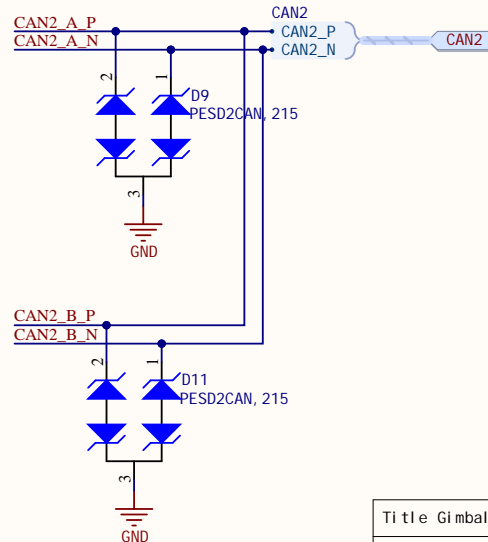 CAN2
CAN2_A_P
CAN2_P
CAN2
CAN2_A_N
CAN2_N
2
1
D9
PESD2CAN, 215
3
GND
CAN2_B_P
CAN2_B_N
2
1
D11
PESD2CAN, 215
3
GND
Title Gimbal